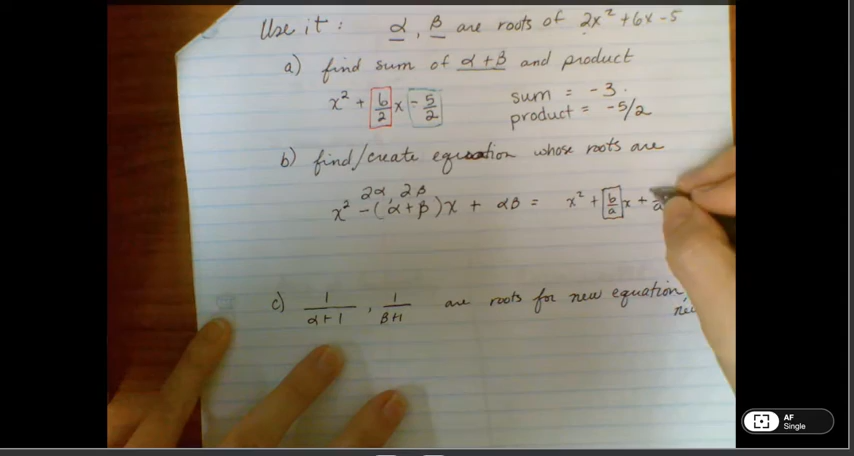 Use it : α , β are roots of 2x² + 6x - 5
a) find sum of α + β and product
x² + 6/2 x - 5/2
sum = -3 .
product = -5/2
b) find/create equation whose roots are
2α, 2β
x² - (α + β)x + αβ = x² + b/a x + /a
c) 1/α+1 , 1/β+1 are roots for new equation,
AF
Single